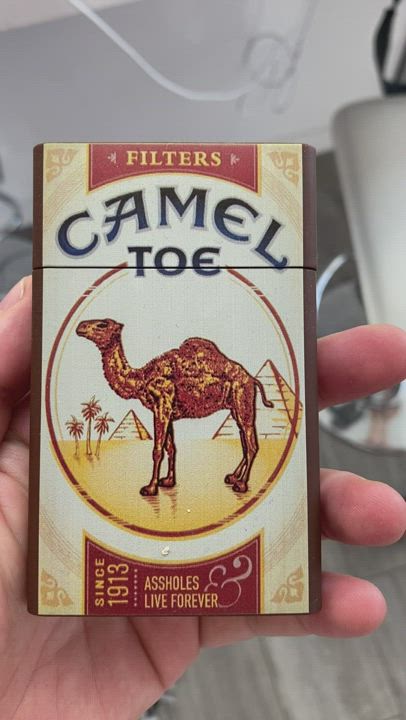 FILTERS
CAMEL
TOE
SINCE
1913
ASSHOLES
LIVE FOREVER
&